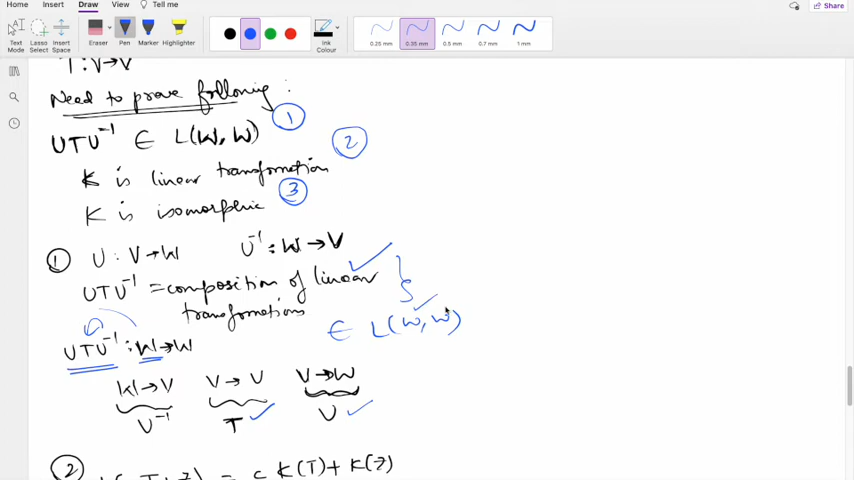 Home Insert Draw View Tell me
Share
Text Mode
Lasso Select
Insert Space
Eraser
Pen
Marker
Highlighter
Ink Colour
0.25 mm 0.35 mm 0.5 mm 0.7 mm 1 mm
T : V→V
Need to prove following :
UTU⁻¹ ∈ L(W, W) ①
K is linear transformation ②
K is isomorphic ③
① U : V→W U⁻¹ : W→V
UTU⁻¹ = composition of linear
transformations
∈ L(W, W)
UTU⁻¹ : W→W
W→V V→V V→W
U⁻¹ T U
② = c K(T) + K(Z)